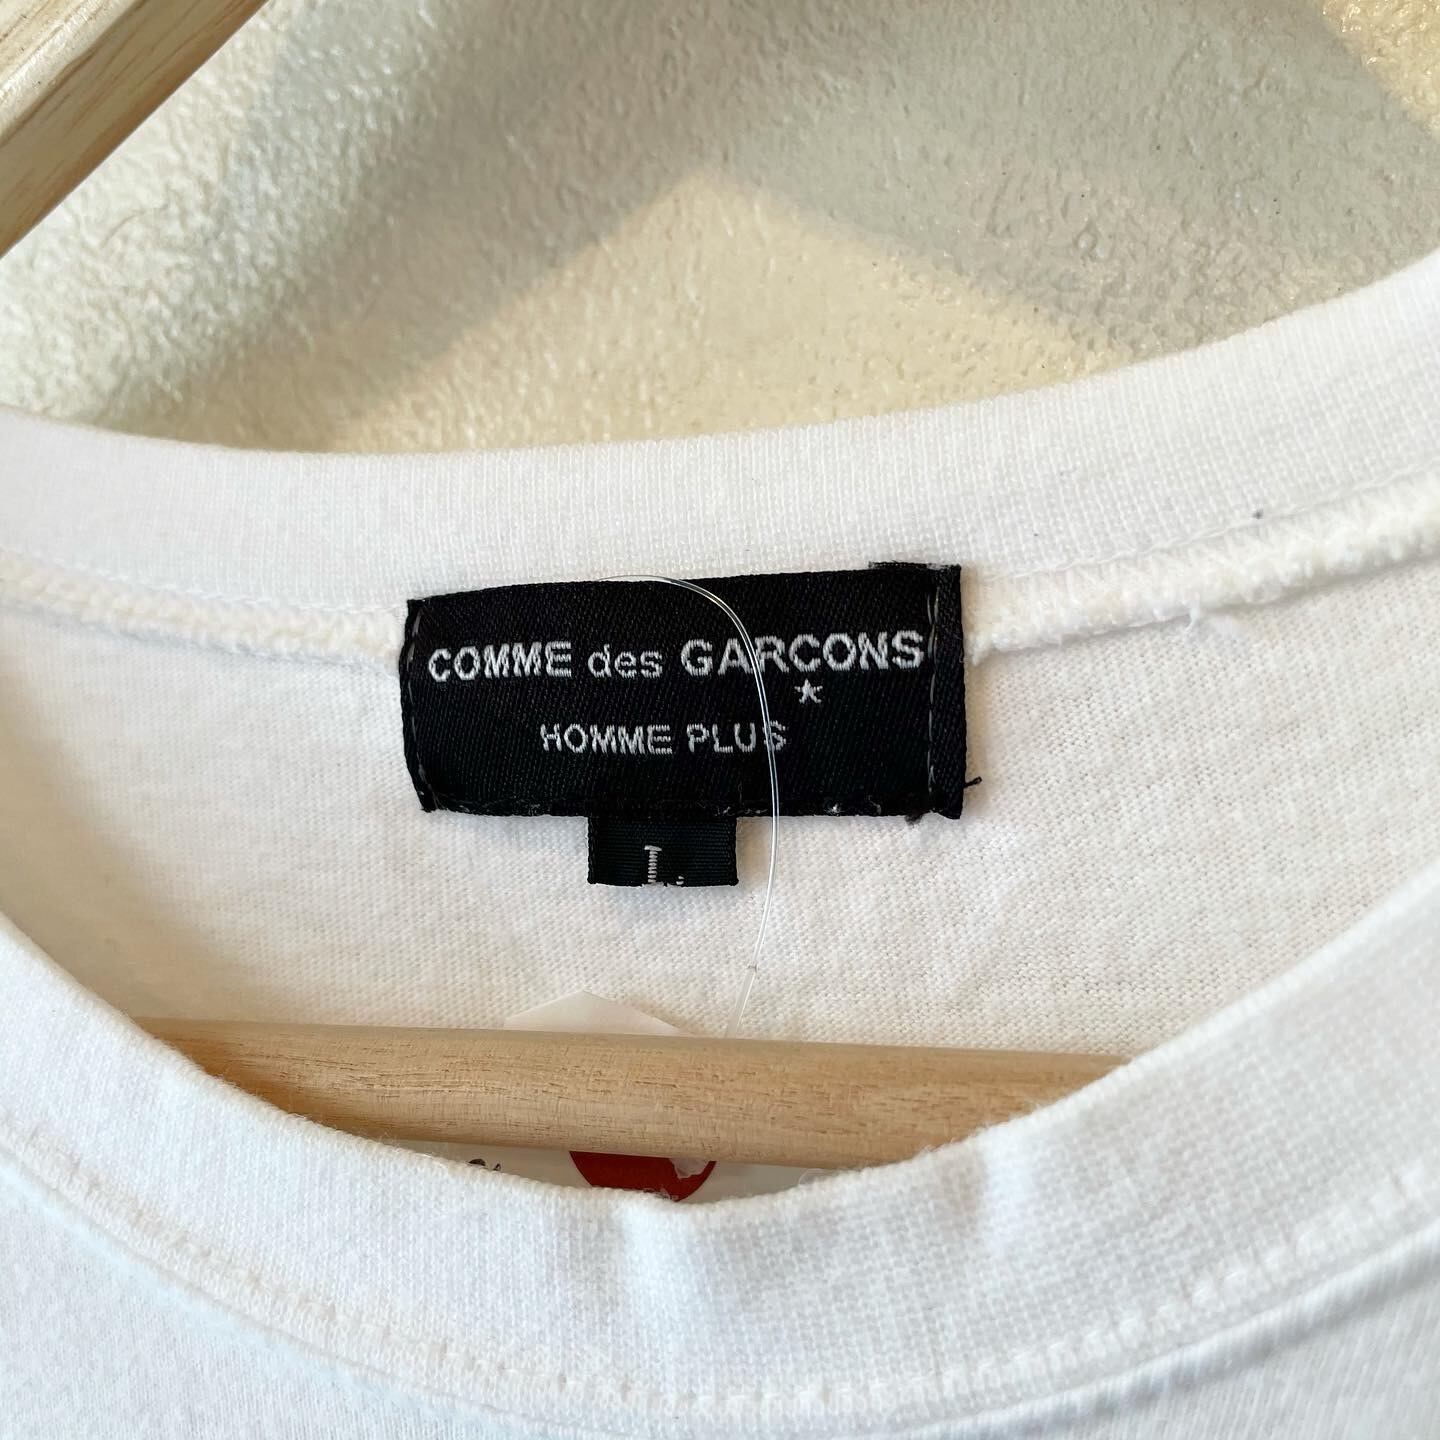 COMME des GARCONS
★
HOMME PLUS
L